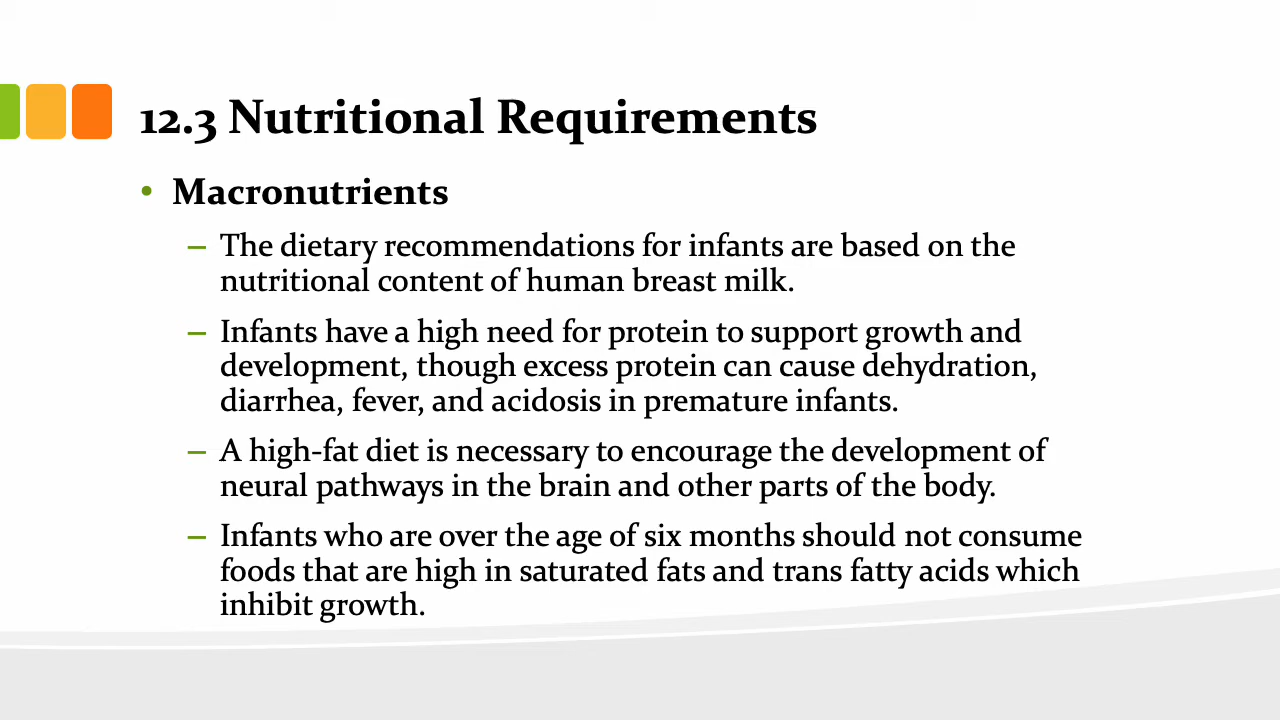 12.3 Nutritional Requirements
• Macronutrients
– The dietary recommendations for infants are based on the
nutritional content of human breast milk.
– Infants have a high need for protein to support growth and
development, though excess protein can cause dehydration,
diarrhea, fever, and acidosis in premature infants.
– A high-fat diet is necessary to encourage the development of
neural pathways in the brain and other parts of the body.
– Infants who are over the age of six months should not consume
foods that are high in saturated fats and trans fatty acids which
inhibit growth.